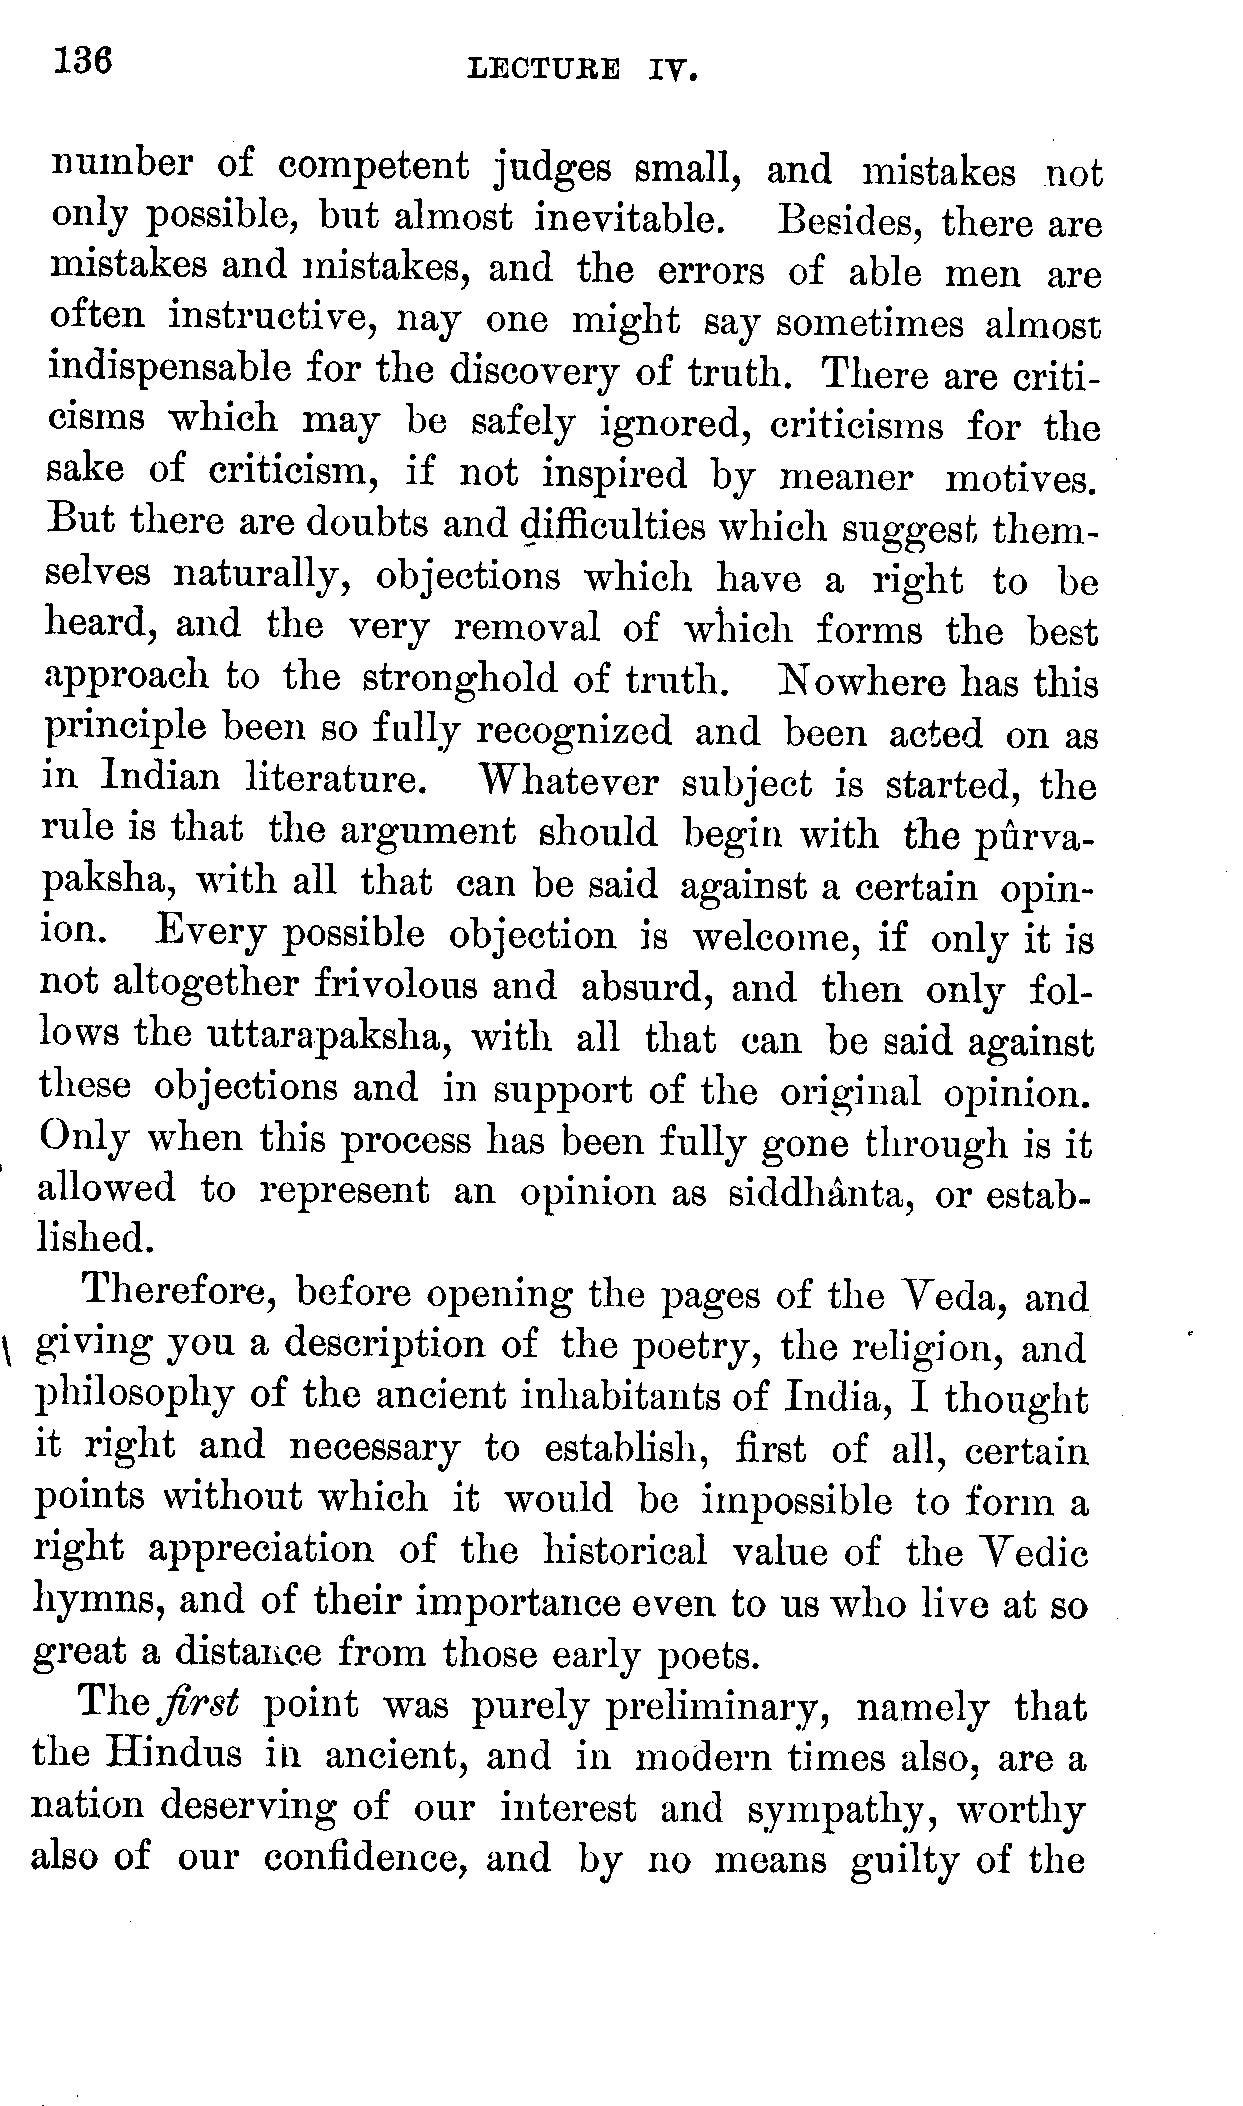 136
LECTURE IV.
number of competent judges small, and mistakes not
only possible, but almost inevitable. Besides, there are
mistakes and mistakes, and the errors of able men are
often instructive, nay one might say sometimes almost
indispensable for the discovery of truth. There are criti-
cisms which may be safely ignored, criticisms for the
sake of criticism, if not inspired by meaner motives.
But there are doubts and difficulties which suggest them-
selves naturally, objections which have a right to be
heard, and the very removal of which forms the best
approach to the stronghold of truth. Nowhere has this
principle been so fully recognized and been acted on as
in Indian literature. Whatever subject is started, the
rule is that the argument should begin with the pûrva-
paksha, with all that can be said against a certain opin-
ion. Every possible objection is welcome, if only it is
not altogether frivolous and absurd, and then only fol-
lows the uttarapaksha, with all that can be said against
these objections and in support of the original opinion.
Only when this process has been fully gone through is it
allowed to represent an opinion as siddhânta, or estab-
lished.
Therefore, before opening the pages of the Veda, and
giving you a description of the poetry, the religion, and
philosophy of the ancient inhabitants of India, I thought
it right and necessary to establish, first of all, certain
points without which it would be impossible to form a
right appreciation of the historical value of the Vedic
hymns, and of their importance even to us who live at so
great a distance from those early poets.
The first point was purely preliminary, namely that
the Hindus in ancient, and in modern times also, are a
nation deserving of our interest and sympathy, worthy
also of our confidence, and by no means guilty of the